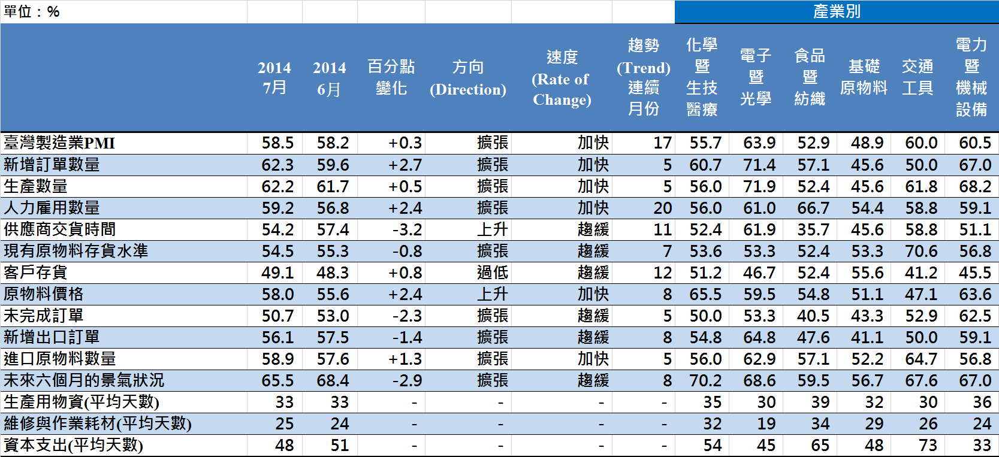 單位：% 產業別
2014 7月 2014 6月 百分點變化 方向(Direction) 速度(Rate of Change) 趨勢(Trend)連續月份 化學暨生技醫療 電子暨光學 食品暨紡織 基礎原物料 交通工具 電力暨機械設備
臺灣製造業PMI 58.5 58.2 +0.3 擴張 加快 17 55.7 63.9 52.9 48.9 60.0 60.5
新增訂單數量 62.3 59.6 +2.7 擴張 加快 5 60.7 71.4 57.1 45.6 50.0 67.0
生產數量 62.2 61.7 +0.5 擴張 加快 5 56.0 71.9 52.4 45.6 61.8 68.2
人力雇用數量 59.2 56.8 +2.4 擴張 加快 20 56.0 61.0 66.7 54.4 58.8 59.1
供應商交貨時間 54.2 57.4 -3.2 上升 趨緩 11 52.4 61.9 35.7 45.6 58.8 51.1
現有原物料存貨水準 54.5 55.3 -0.8 擴張 趨緩 7 53.6 53.3 52.4 53.3 70.6 56.8
客戶存貨 49.1 48.3 +0.8 過低 趨緩 12 51.2 46.7 52.4 55.6 41.2 45.5
原物料價格 58.0 55.6 +2.4 上升 加快 8 65.5 59.5 54.8 51.1 47.1 63.6
未完成訂單 50.7 53.0 -2.3 擴張 趨緩 5 50.0 53.3 40.5 43.3 52.9 62.5
新增出口訂單 56.1 57.5 -1.4 擴張 趨緩 8 54.8 64.8 47.6 41.1 50.0 59.1
進口原物料數量 58.9 57.6 +1.3 擴張 加快 5 56.0 62.9 57.1 52.2 64.7 56.8
未來六個月的景氣狀況 65.5 68.4 -2.9 擴張 趨緩 8 70.2 68.6 59.5 56.7 67.6 67.0
生產用物資(平均天數) 33 33 - - - - 35 30 39 32 30 36
維修與作業耗材(平均天數) 25 24 - - - - 32 19 34 29 26 24
資本支出(平均天數) 48 51 - - - - 54 45 65 48 73 33